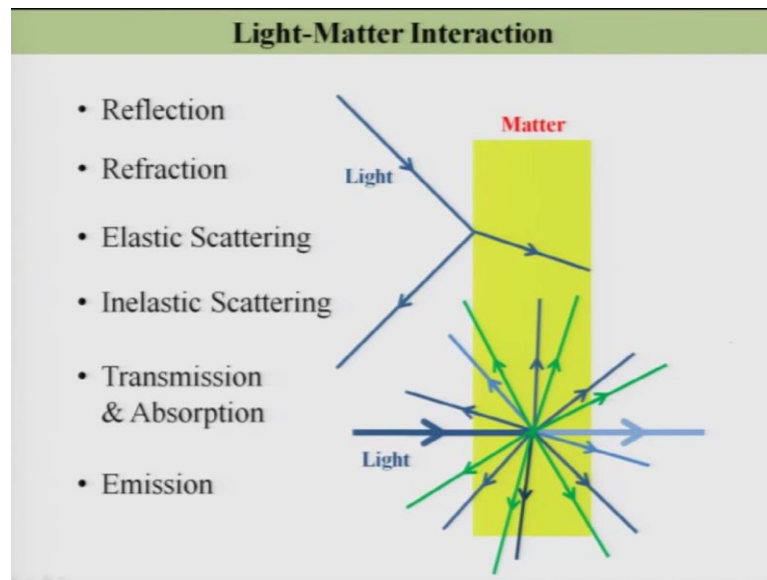 Light-Matter Interaction
• Reflection
• Refraction
• Elastic Scattering
• Inelastic Scattering
• Transmission
& Absorption
• Emission
Matter
Light
Light